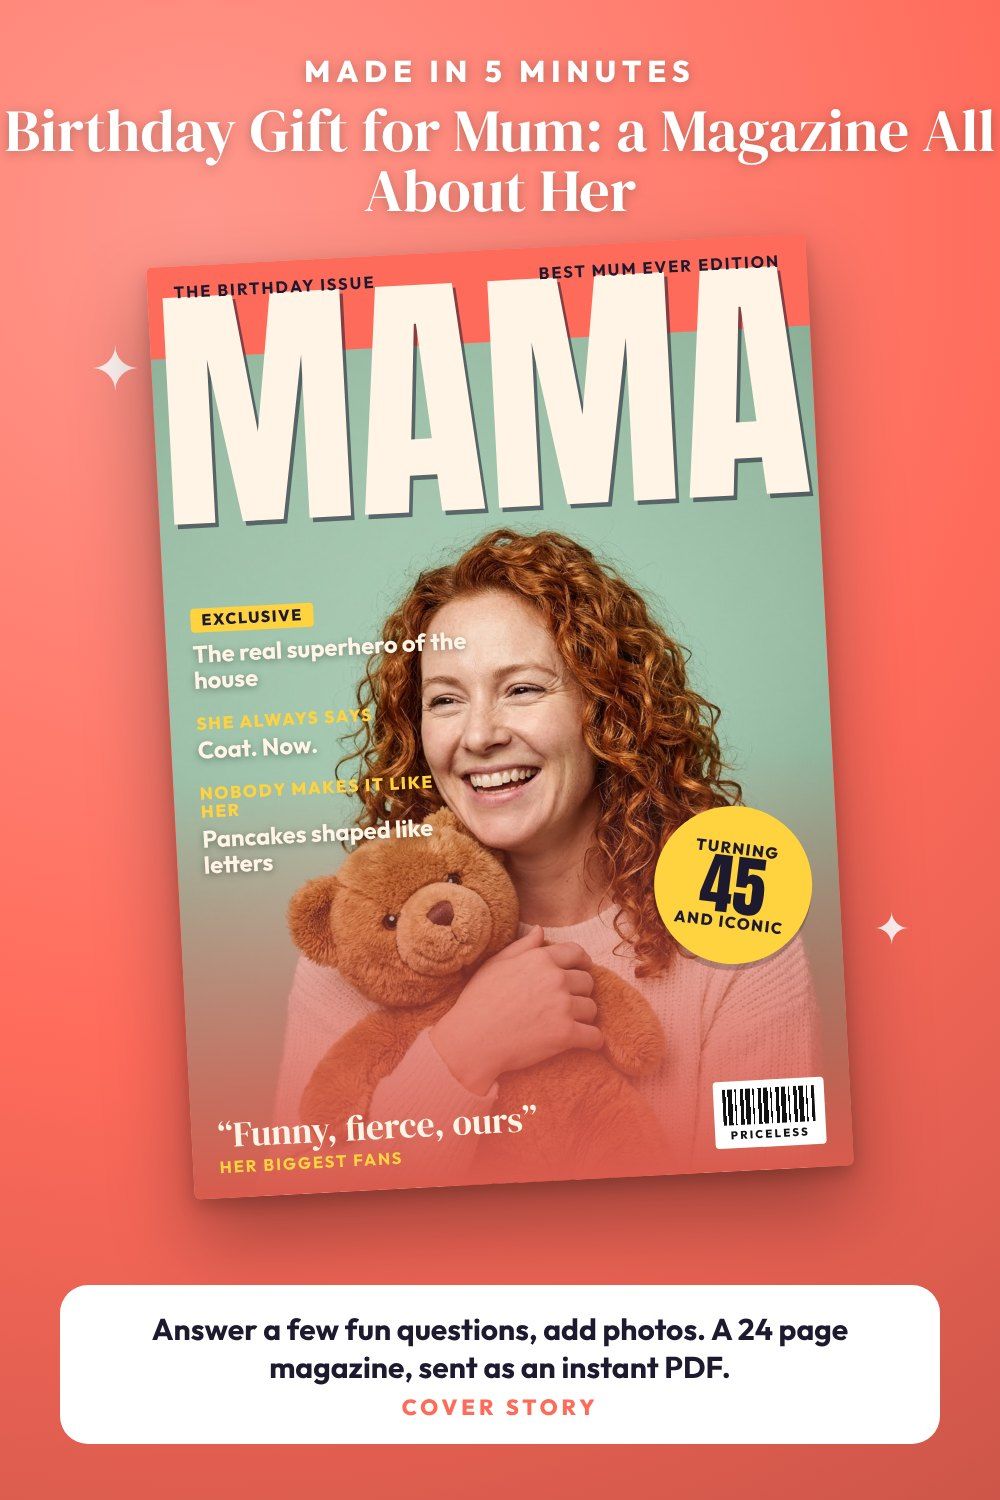 MADE IN 5 MINUTES
Birthday Gift for Mum: a Magazine All
About Her
THE BIRTHDAY ISSUE
BEST MUM EVER EDITION
MAMA
EXCLUSIVE
The real superhero of the
house
SHE ALWAYS SAYS
Coat. Now.
NOBODY MAKES IT LIKE
HER
Pancakes shaped like
letters
TURNING
45
AND ICONIC
“Funny, fierce, ours”
HER BIGGEST FANS
PRICELESS
Answer a few fun questions, add photos. A 24 page
magazine, sent as an instant PDF.
COVER STORY